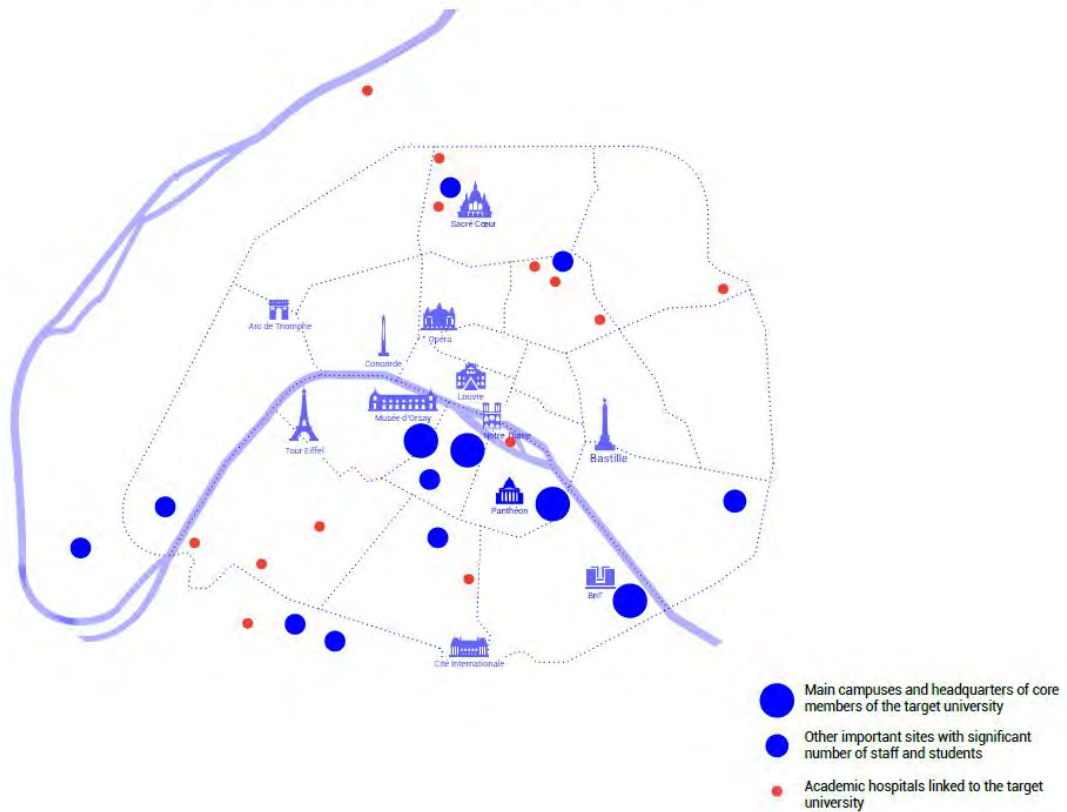 Sacré Cœur
Arc de Triomphe
Opéra
Concorde
Louvre
Musée d'Orsay
Notre Dame
Tour Eiffel
Bastille
Panthéon
BnF
Cité Internationale
Main campuses and headquarters of core
members of the target university
Other important sites with significant
number of staff and students
Academic hospitals linked to the target
university